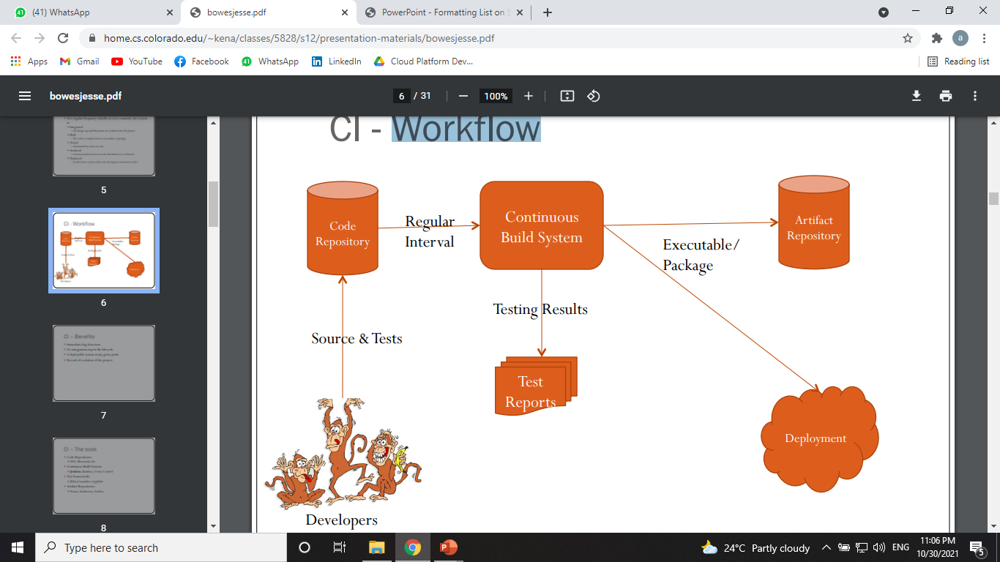 (41) WhatsApp
bowesjesse.pdf
PowerPoint - Formatting List on S
home.cs.colorado.edu/~kena/classes/5828/s12/presentation-materials/bowesjesse.pdf
a
Apps
Gmail
YouTube
Facebook
WhatsApp
LinkedIn
Cloud Platform Dev...
Reading list
bowesjesse.pdf
6 / 31
100%
5
CI - Workflow
6
CI – Benefits
7
CI – The tools
8
CI - Workflow
Code
Repository
Regular
Interval
Continuous
Build System
Artifact
Repository
Executable/
Package
Testing Results
Source & Tests
Test
Reports
Deployment
Developers
Type here to search
24°C Partly cloudy
ENG
11:06 PM
10/30/2021
5